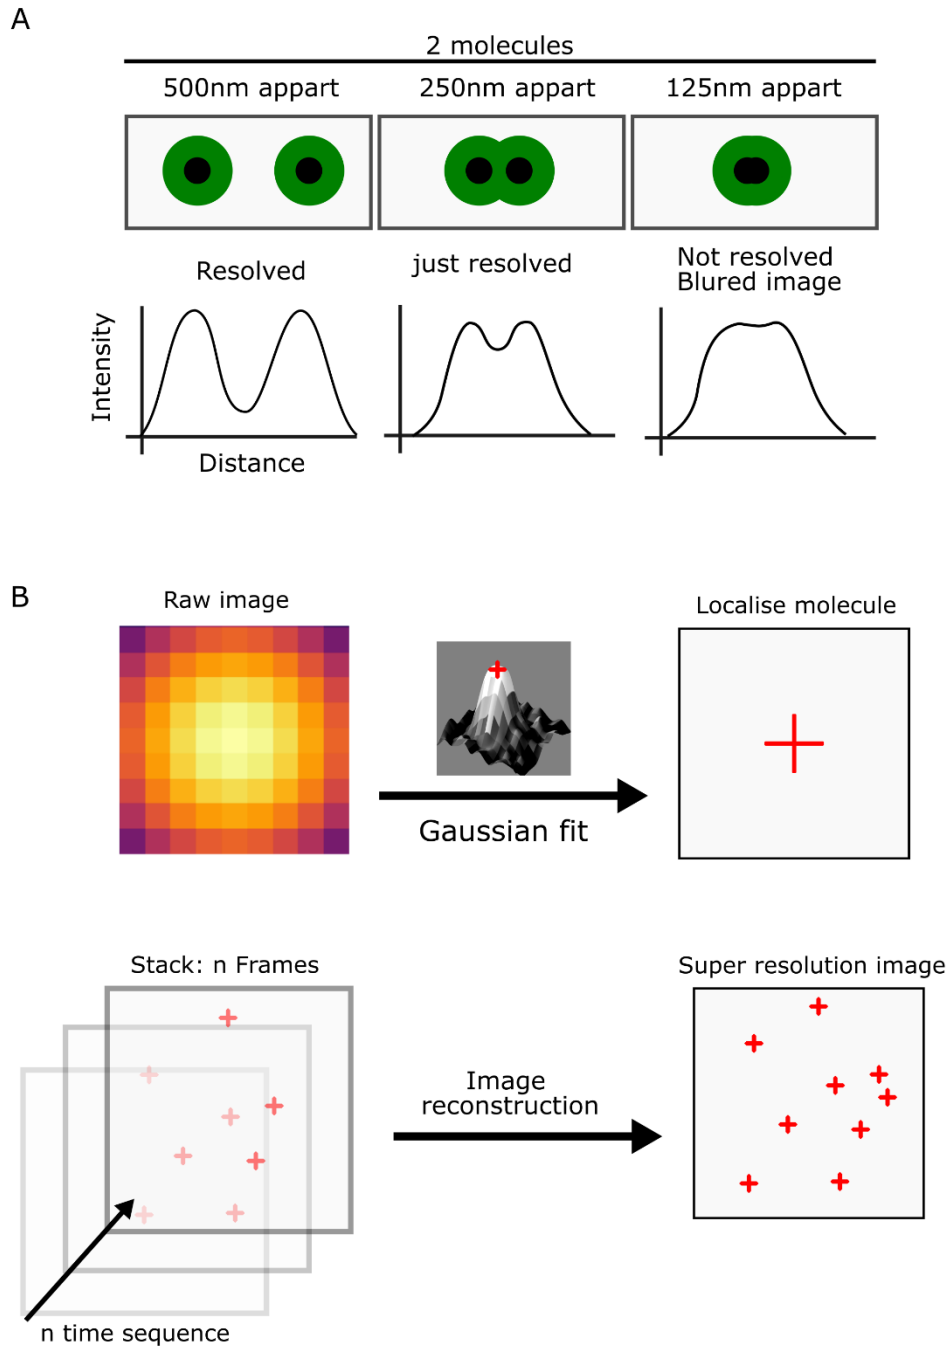 A
2 molecules
500nm appart
250nm appart
125nm appart
Resolved
just resolved
Not resolved
Blured image
Intensity
Distance
B
Raw image
Localise molecule
Gaussian fit
Stack: n Frames
Super resolution image
Image
reconstruction
n time sequence